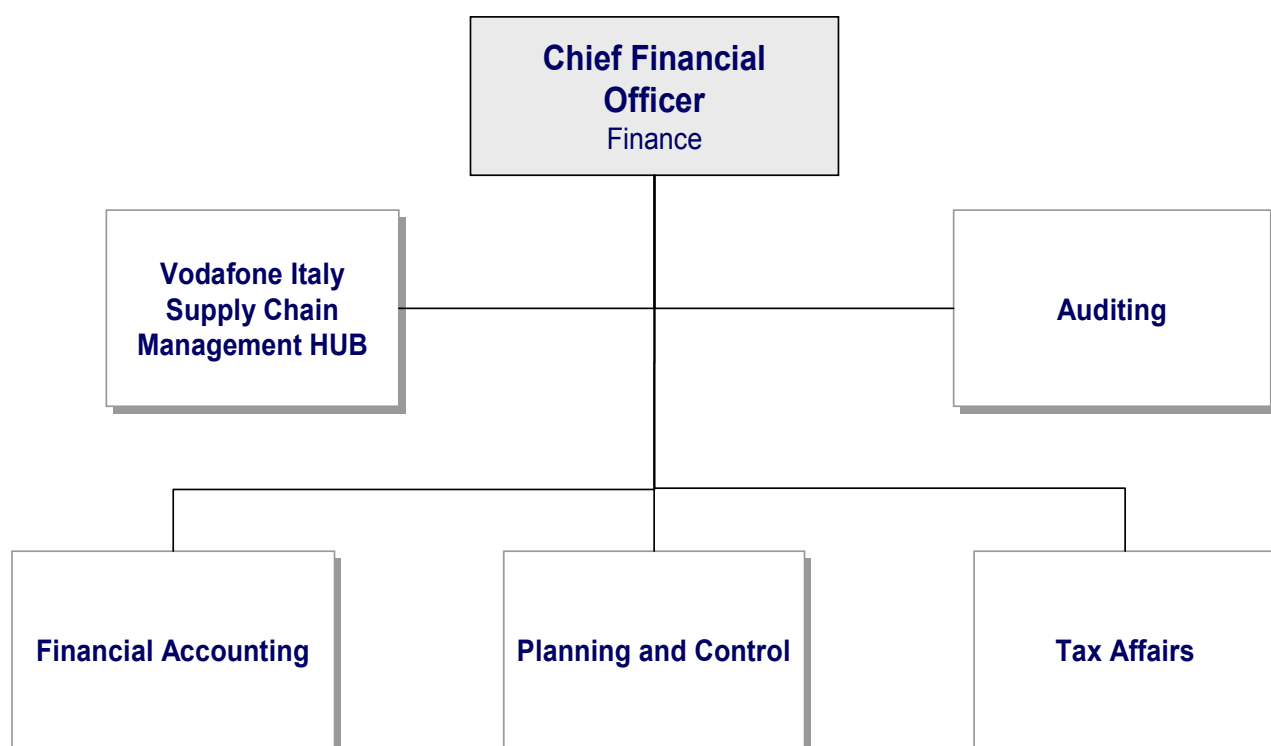 Chief Financial
Officer
Finance
Vodafone Italy
Supply Chain
Management HUB
Auditing
Financial Accounting
Planning and Control
Tax Affairs